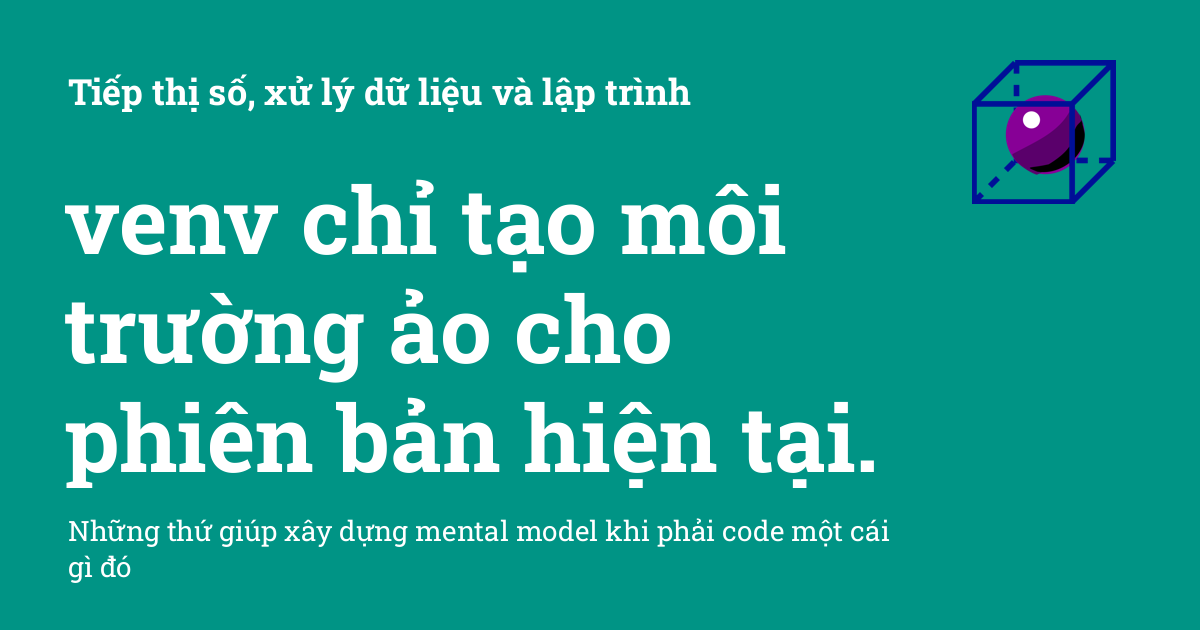 Tiếp thị số, xử lý dữ liệu và lập trình
venv chỉ tạo môi
trường ảo cho
phiên bản hiện tại.
Những thứ giúp xây dựng mental model khi phải code một cái
gì đó